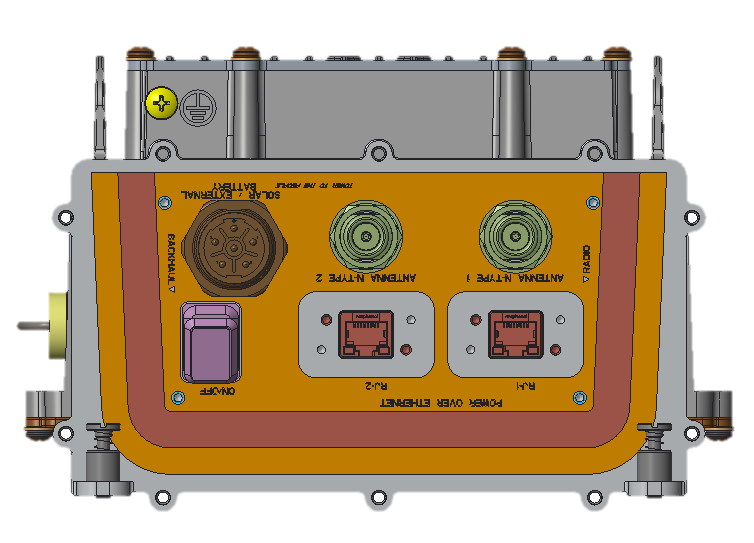 POWER OVER ETHERNET
RJ-1
RJ-2
ON/OFF
RADIO
ANTENNA N-TYPE 1
ANTENNA N-TYPE 2
BACKHAUL
SOLAR / EXTERNAL
BATTERY
POWER TO THE PEOPLE